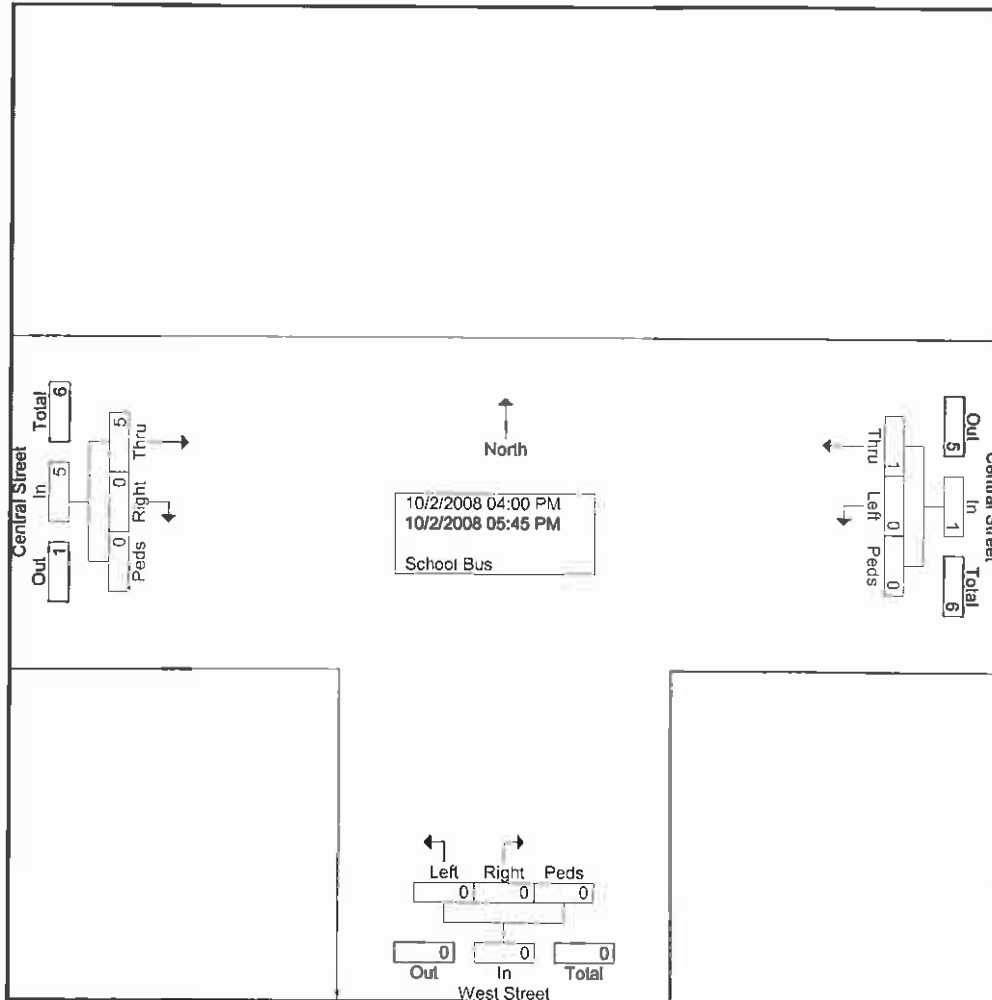 Central Street
Total 6
In 5
Out 1
5 Thru
0 Right
0 Peds
North
10/2/2008 04:00 PM
10/2/2008 05:45 PM
School Bus
Central Street
Out 5
In 1
Total 6
Thru 1
Left 0
Peds 0
Left Right Peds
0 0 0
0 0 0
Out In Total
West Street